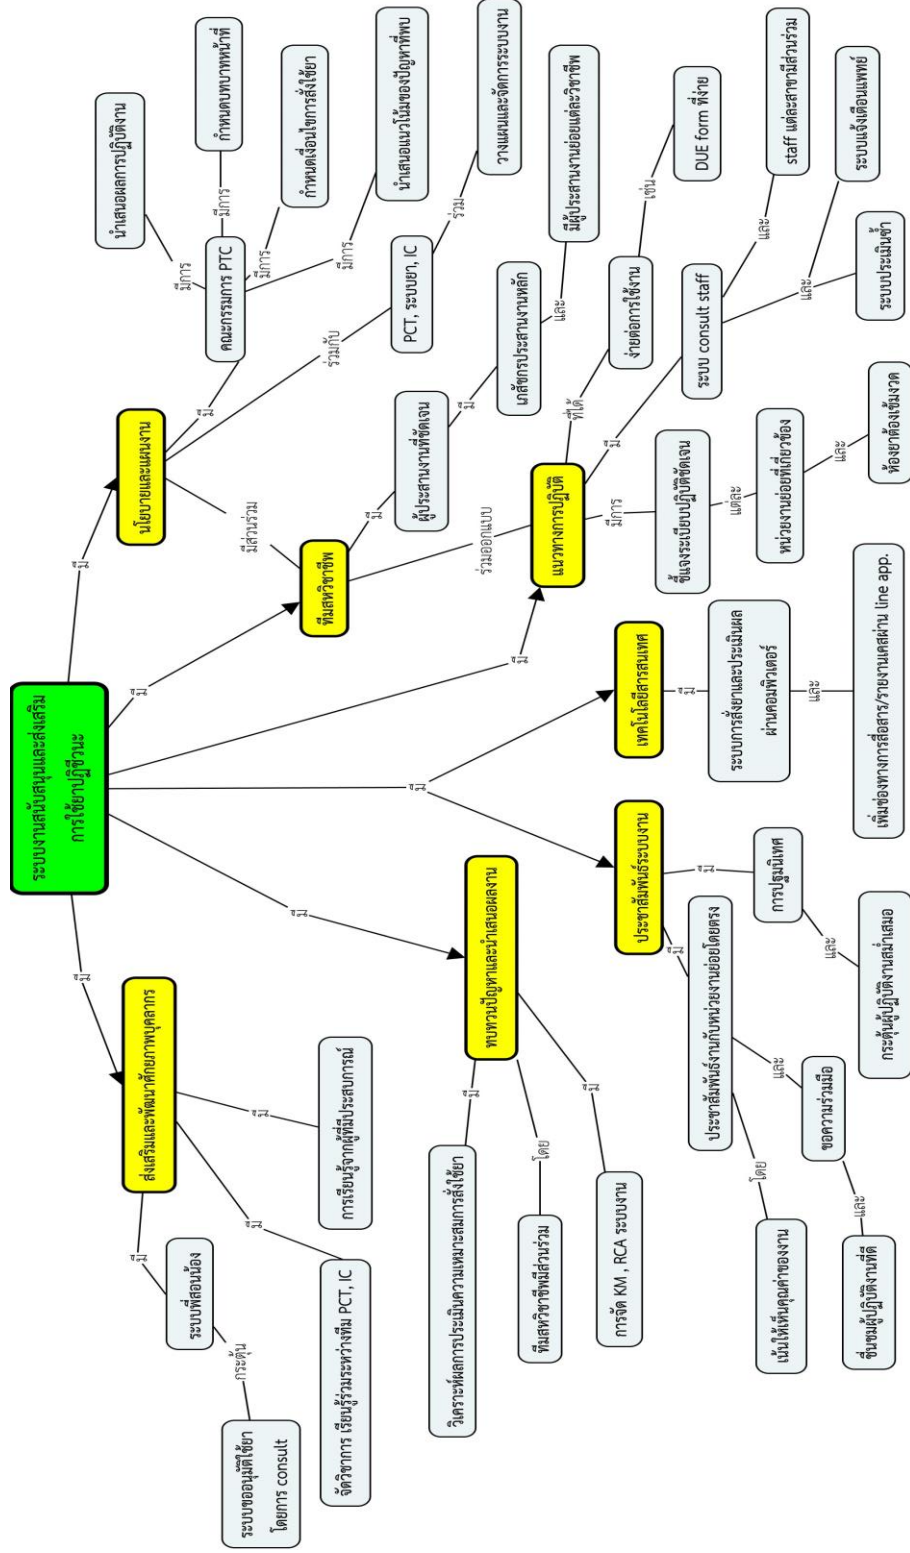 ระบบงานสนับสนุนและส่งเสริม
การใช้ยาปฏิชีวนะ
มี
มี
มี
มี
มี
มี
มี
ส่งเสริมและพัฒนาศักยภาพบุคลากร
มี
มี
มี
ระบบพี่สอนน้อง
กระตุ้น
ระบบขออนุมัติใช้ยา
โดยการ consult
จัดวิชาการ เรียนรู้ร่วมระหว่างทีม PCT, IC
การเรียนรู้จากผู้ที่มีประสบการณ์
ทบทวนปัญหาและนำเสนอผลงาน
มี
โดย
มี
วิเคราะห์ผลการประเมินความเหมาะสมการสั่งใช้ยา
ทีมสหวิชาชีพมีส่วนร่วม
การจัด KM , RCA ระบบงาน
ประชาสัมพันธ์ระบบงาน
มี
มี
ประชาสัมพันธ์งานกับหน่วยงานย่อยโดยตรง
โดย
และ
เน้นให้เห็นคุณค่าของงาน
ขอความร่วมมือ
และ
ชื่นชมผู้ปฏิบัติงานที่ดี
การปฐมนิเทศ
และ
กระตุ้นผู้ปฏิบัติงานสม่ำเสมอ
เทคโนโลยีสารสนเทศ
มี
ระบบการสั่งยาและประเมินผล
ผ่านคอมพิวเตอร์
และ
เพิ่มช่องทางการสื่อสาร/รายงานเคสผ่าน line app.
แนวทางการปฏิบัติ
มีการ
มี
ที่ได้
ชี้แจงระเบียบปฏิบัติชัดเจน
แต่ละ
หน่วยงานย่อยที่เกี่ยวข้อง
และ
ห้องยาต้องเข้มงวด
ระบบ consult staff
และ
และ
ระบบประเมินซ้ำ
ระบบแจ้งเตือนแพทย์
staff แต่ละสาขามีส่วนร่วม
ง่ายต่อการใช้งาน
เช่น
DUE form ที่ง่าย
ทีมสหวิชาชีพ
ร่วมออกแบบ
มี
ผู้ประสานงานที่ชัดเจน
มี
เภสัชกรประสานงานหลัก
และ
มีผู้ประสานงานย่อยแต่ละวิชาชีพ
นโยบายและแผนงาน
มีส่วนร่วม
ร่วมกับ
มี
PCT, ระบบยา, IC
ร่วม
วางแผนและจัดการระบบงาน
คณะกรรมการ PTC
มีการ
มีการ
มีการ
มีการ
นำเสนอผลการปฏิบัติงาน
กำหนดบทบาทหน้าที่
กำหนดเงื่อนไขการสั่งใช้ยา
นำเสนอแนวโน้มของปัญหาที่พบ